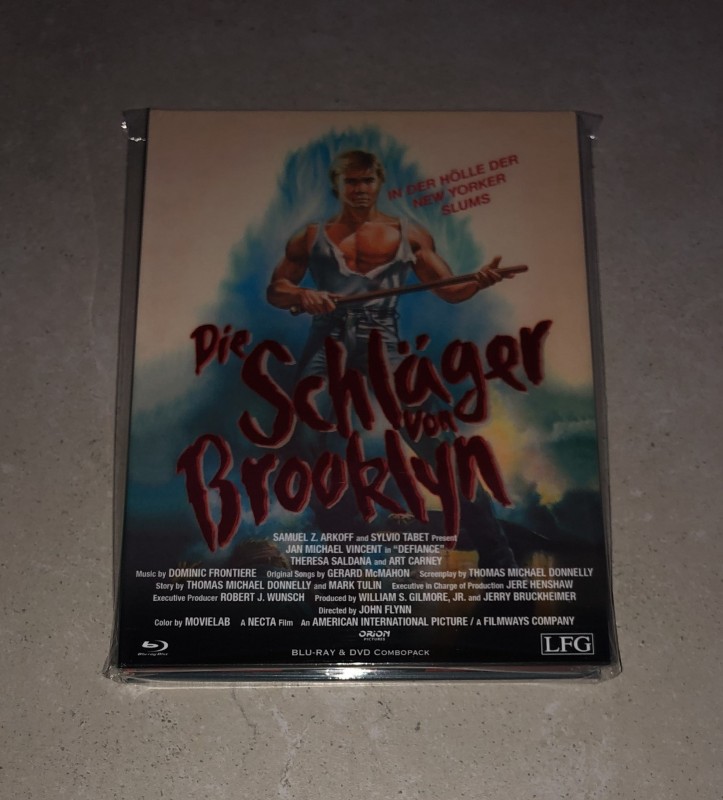 IN DER HÖLLE DER
NEW YORKER
SLUMS
Die
Schläger
von
Brooklyn
SAMUEL Z. ARKOFF and SYLVIO TABET Present
JAN MICHAEL VINCENT in "DEFIANCE"
THERESA SALDANA and ART CARNEY
Music by DOMINIC FRONTIERE Original Songs by GERARD McMAHON Screenplay by THOMAS MICHAEL DONNELLY
Story by THOMAS MICHAEL DONNELLY and MARK TULIN Executive in Charge of Production JERE HENSHAW
Executive Producer ROBERT J. WUNSCH Produced by WILLIAM S. GILMORE, JR. and JERRY BRUCKHEIMER
Directed by JOHN FLYNN
Color by MOVIELAB A NECTA Film An AMERICAN INTERNATIONAL PICTURE / A FILMWAYS COMPANY
ORION
PICTURES
Blu-ray Disc
BLU-RAY & DVD COMBOPACK
LFG